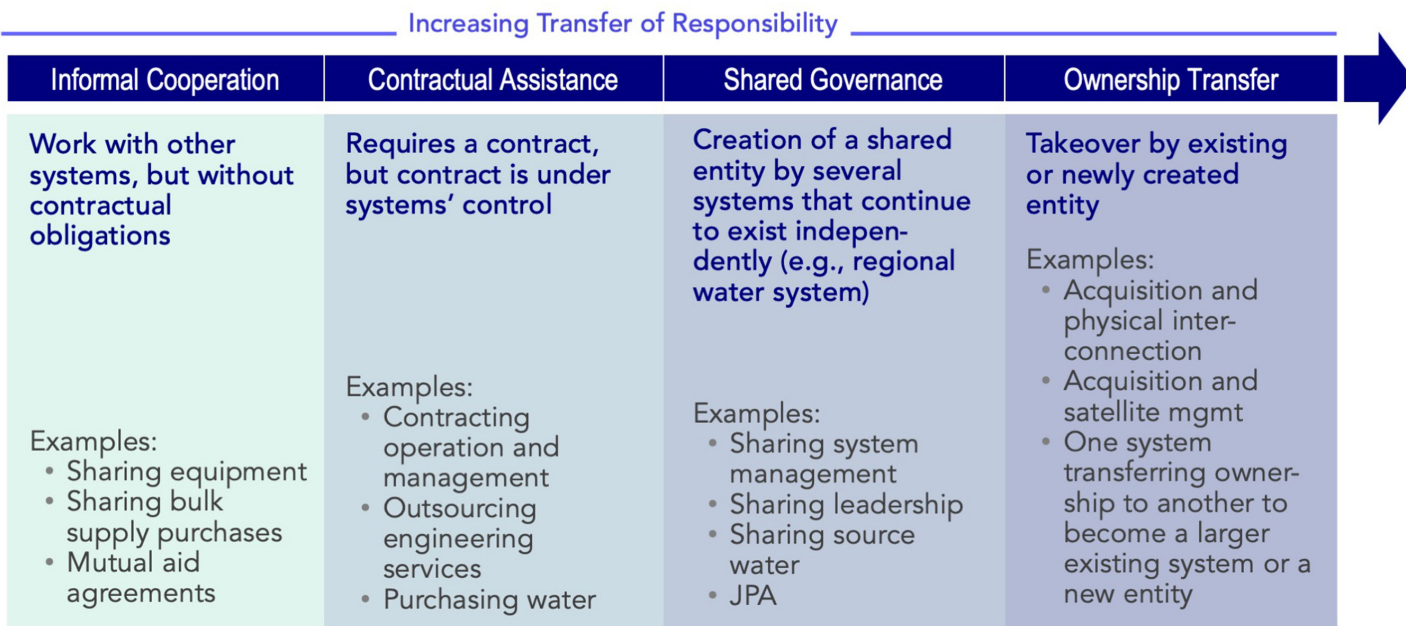 Increasing Transfer of Responsibility
Informal Cooperation
Work with other
systems, but without
contractual
obligations
Examples:
• Sharing equipment
• Sharing bulk
supply purchases
• Mutual aid
agreements
Contractual Assistance
Requires a contract,
but contract is under
systems’ control
Examples:
• Contracting
operation and
management
• Outsourcing
engineering
services
• Purchasing water
Shared Governance
Creation of a shared
entity by several
systems that continue
to exist indepen-
dently (e.g., regional
water system)
Examples:
• Sharing system
management
• Sharing leadership
• Sharing source
water
• JPA
Ownership Transfer
Takeover by existing
or newly created
entity
Examples:
• Acquisition and
physical inter-
connection
• Acquisition and
satellite mgmt
• One system
transferring owner-
ship to another to
become a larger
existing system or a
new entity